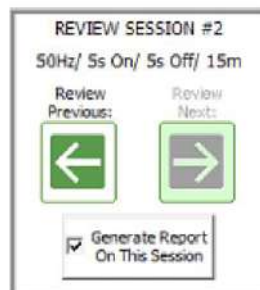 REVIEW SESSION #2
50Hz/ 5s On/ 5s Off/ 15m
Review Previous:
Review Next:
Generate Report
On This Session